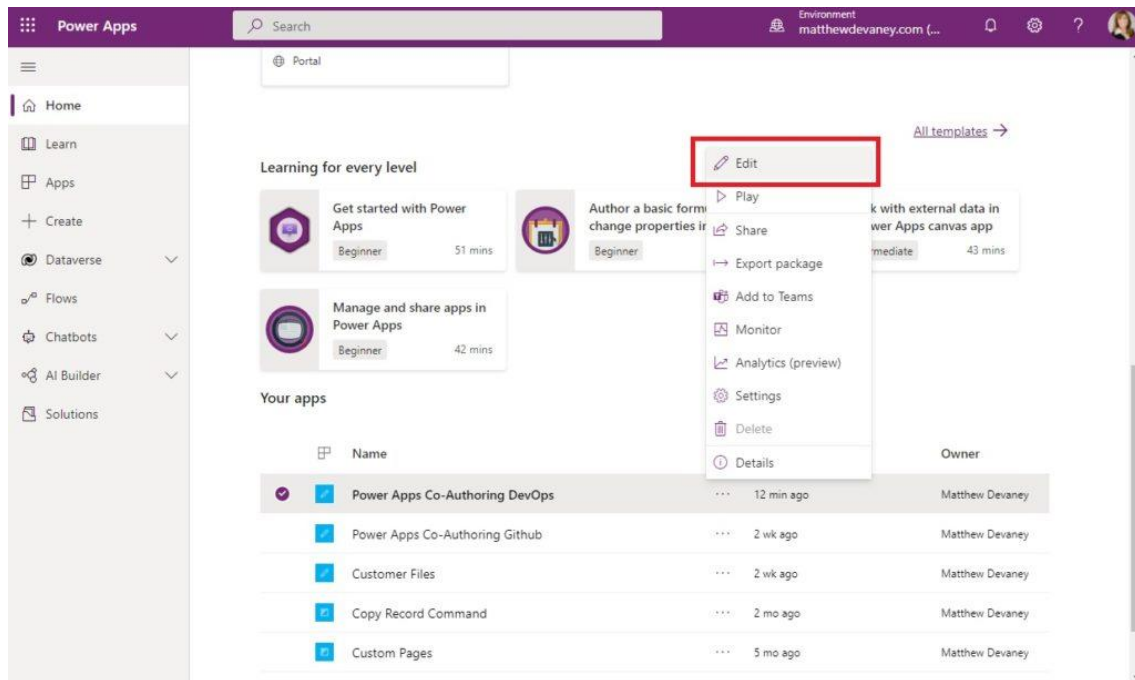 Power Apps
Search
Environment
matthewdevaney.com (...
?
Portal
Home
Learn
Apps
Create
Dataverse
Flows
Chatbots
AI Builder
Solutions
All templates →
Learning for every level
Get started with Power
Apps
Beginner 51 mins
Author a basic form
change properties in
Beginner
k with external data in
wer Apps canvas app
mediate 43 mins
Manage and share apps in
Power Apps
Beginner 42 mins
Edit
Play
Share
Export package
Add to Teams
Monitor
Analytics (preview)
Settings
Delete
Details
Your apps
Name Owner
Power Apps Co-Authoring DevOps ... 12 min ago Matthew Devaney
Power Apps Co-Authoring Github ... 2 wk ago Matthew Devaney
Customer Files ... 2 wk ago Matthew Devaney
Copy Record Command ... 2 mo ago Matthew Devaney
Custom Pages ... 5 mo ago Matthew Devaney